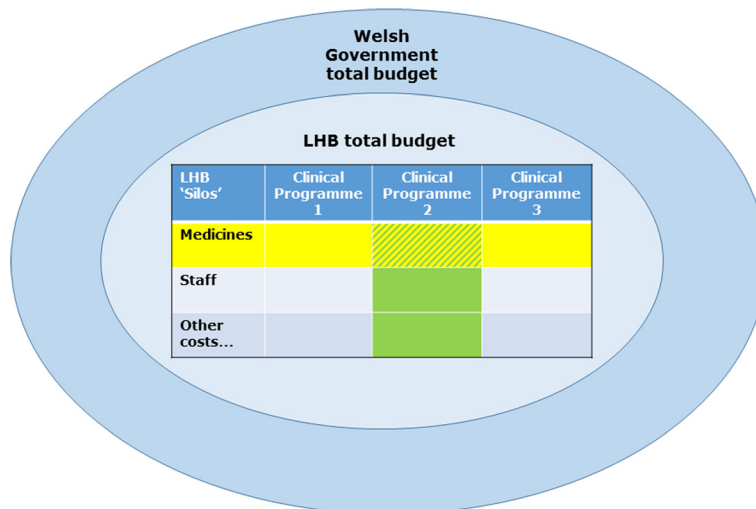 Welsh
Government
total budget
LHB total budget
LHB
‘Silos’
Clinical
Programme
1
Clinical
Programme
2
Clinical
Programme
3
Medicines
Staff
Other
costs...